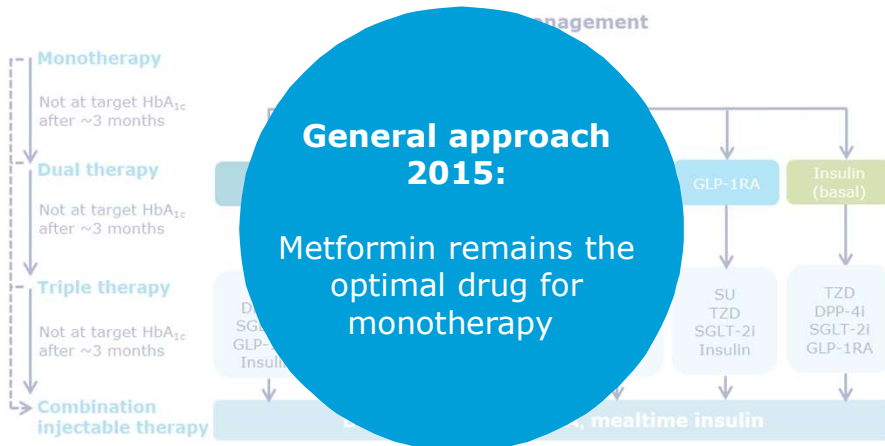 Monotherapy
Not at target HbA1c
after ~3 months
General approach
2015:
Metformin remains the
optimal drug for
monotherapy
Dual therapy
GLP-1RA
Insulin
(basal)
Not at target HbA1c
after ~3 months
Triple therapy
Insulin
SU
TZD
SGLT-2i
Insulin
TZD
DPP-4i
SGLT-2i
GLP-1RA
Not at target HbA1c
after ~3 months
Combination
injectable therapy
mealtime insulin